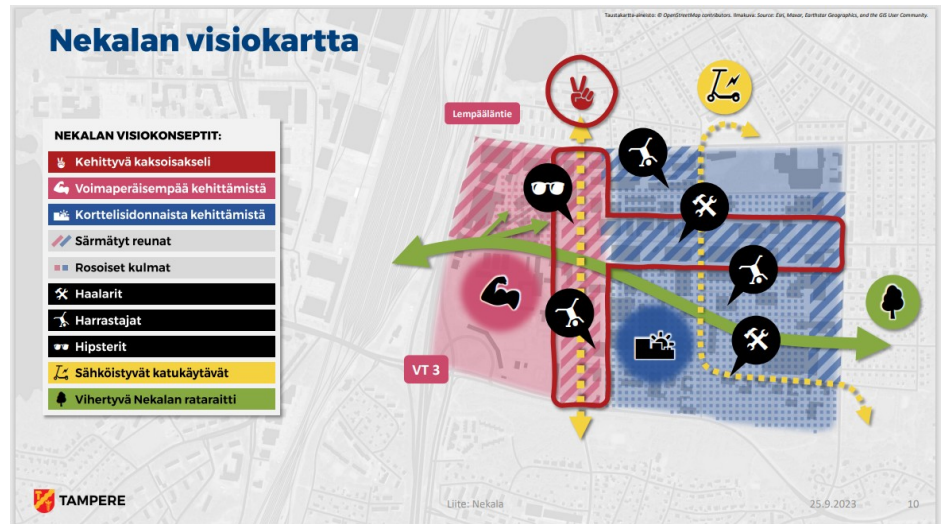 Taustakartta-aineisto: © OpenStreetMap contributors. Ilmakuva: Source: Esri, Maxar, Earthstar Geographics, and the GIS User Community.
Nekalan visiokartta
Lempääläntie
NEKALAN VISIOKONSEPTIT:
Kehittyvä kaksoisakseli
Voimaperäisempää kehittämistä
Korttelisidonnaista kehittämistä
Särmätyt reunat
Rosoiset kulmat
Haalarit
Harrastajat
Hipsterit
Sähköistyvät katukäytävät
Vihertyvä Nekalan rataraitti
VT 3
TAMPERE
Liite: Nekala
25.9.2023
10